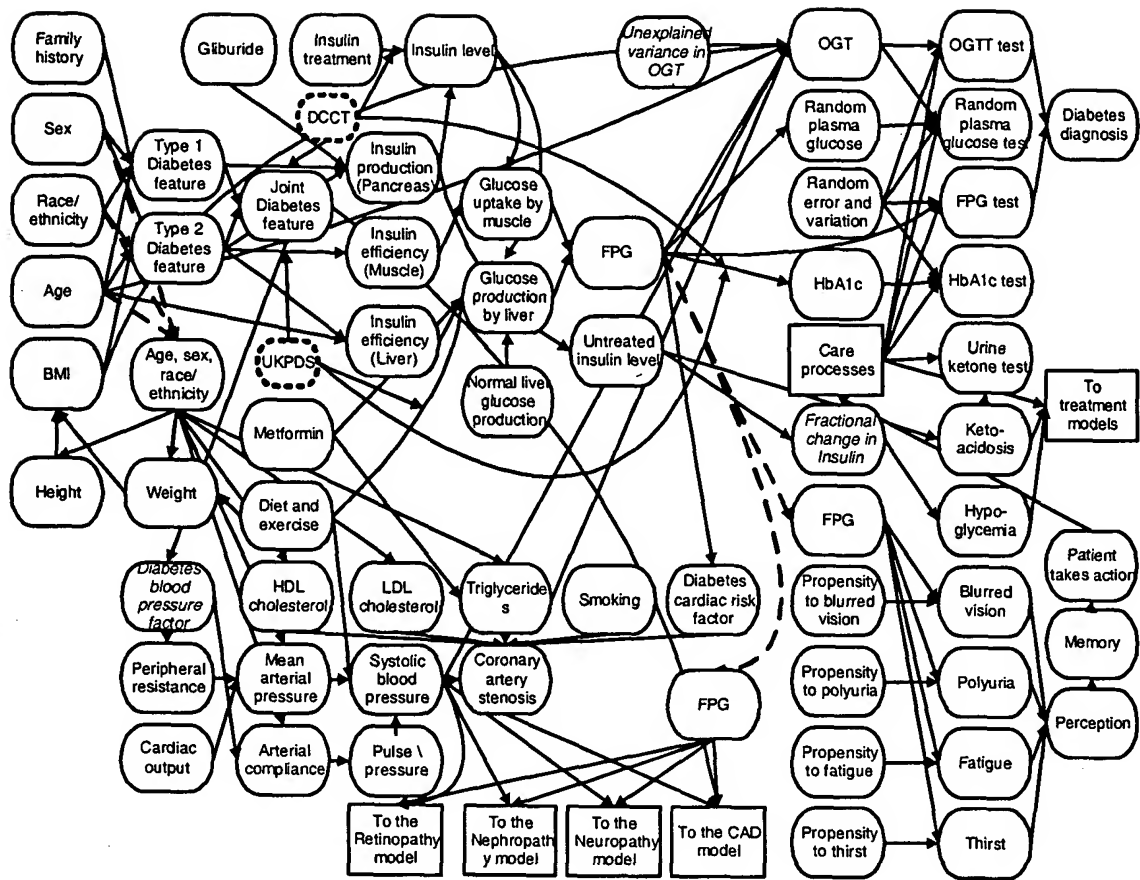 Family
history
Gliburide
Insulin
treatment
Insulin level
Unexplained
variance in
OGT
OGT
OGTT test
Sex
DCCT
Random
plasma
glucose
Random
plasma
glucose test
Diabetes
diagnosis
Type 1
Diabetes
feature
Insulin
production
(Pancreas)
Race/
ethnicity
Joint
Diabetes
feature
Glucose
uptake by
muscle
Random
error and
variation
FPG test
Type 2
Diabetes
feature
Insulin
efficiency
(Muscle)
FPG
Age
Glucose
production
by liver
HbA1c
HbA1c test
Insulin
efficiency
(Liver)
Untreated
insulin level
Care
processes
Urine
ketone test
BMI
Age, sex,
race/
ethnicity
UKPDS
Normal liver
glucose
production
To
treatment
models
Metformin
Fractional
change in
Insulin
Keto-
acidosis
Height
Weight
Diet and
exercise
FPG
Hypo-
glycemia
Diabetes
blood
pressure
factor
HDL
cholesterol
LDL
cholesterol
Triglyceride
s
Smoking
Diabetes
cardiac risk
factor
Propensity
to blurred
vision
Blurred
vision
Patient
takes action
Memory
Peripheral
resistance
Mean
arterial
pressure
Systolic
blood
pressure
Coronary
artery
stenosis
FPG
Propensity
to polyuria
Polyuria
Perception
Cardiac
output
Arterial
compliance
Pulse \
pressure
Propensity
to fatigue
Fatigue
To the
Retinopathy
model
To the
Nephropath
y model
To the
Neuropathy
model
To the CAD
model
Propensity
to thirst
Thirst